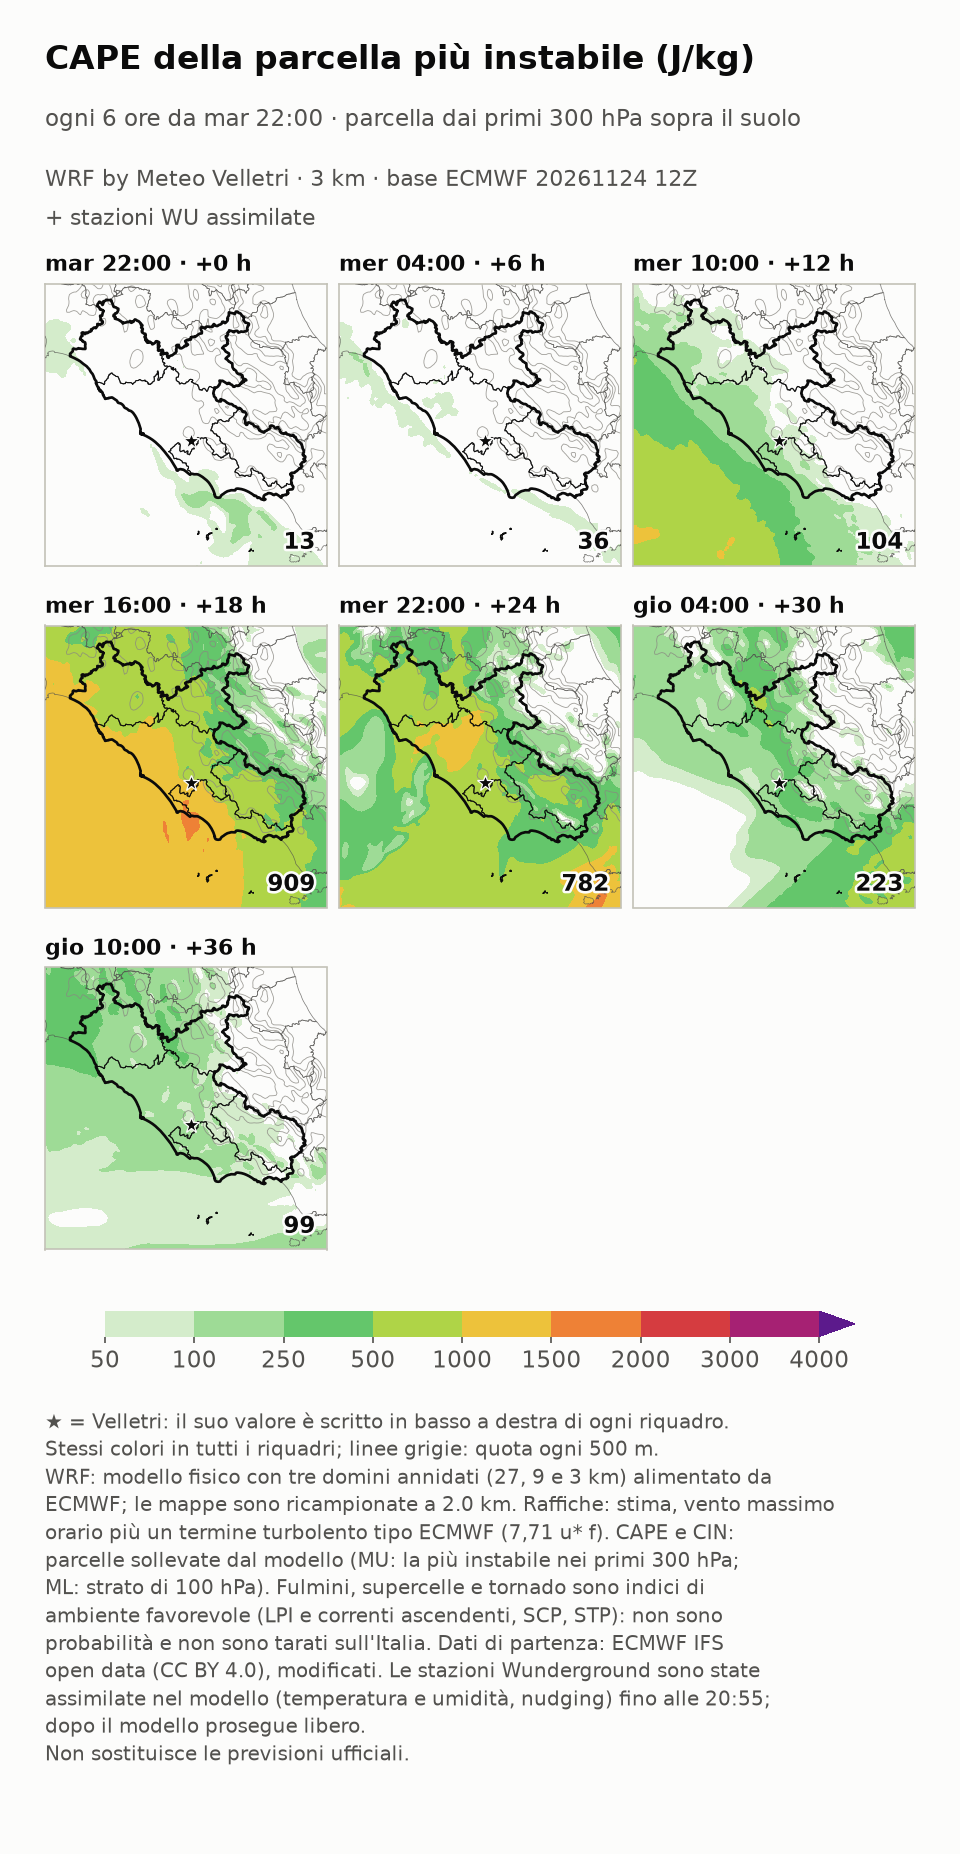 CAPE della parcella più instabile (J/kg)
ogni 6 ore da mar 22:00 · parcella dai primi 300 hPa sopra il suolo
WRF by Meteo Velletri · 3 km · base ECMWF 20261124 12Z
+ stazioni WU assimilate
mar 22:00 · +0 h
mer 04:00 · +6 h
mer 10:00 · +12 h
13
36
104
mer 16:00 · +18 h
mer 22:00 · +24 h
gio 04:00 · +30 h
909
782
223
gio 10:00 · +36 h
99
50 100 250 500 1000 1500 2000 3000 4000
★ = Velletri: il suo valore è scritto in basso a destra di ogni riquadro.
Stessi colori in tutti i riquadri; linee grigie: quota ogni 500 m.
WRF: modello fisico con tre domini annidati (27, 9 e 3 km) alimentato da
ECMWF; le mappe sono ricampionate a 2.0 km. Raffiche: stima, vento massimo
orario più un termine turbolento tipo ECMWF (7,71 u* f). CAPE e CIN:
parcelle sollevate dal modello (MU: la più instabile nei primi 300 hPa;
ML: strato di 100 hPa). Fulmini, supercelle e tornado sono indici di
ambiente favorevole (LPI e correnti ascendenti, SCP, STP): non sono
probabilità e non sono tarati sull'Italia. Dati di partenza: ECMWF IFS
open data (CC BY 4.0), modificati. Le stazioni Wunderground sono state
assimilate nel modello (temperatura e umidità, nudging) fino alle 20:55;
dopo il modello prosegue libero.
Non sostituisce le previsioni ufficiali.